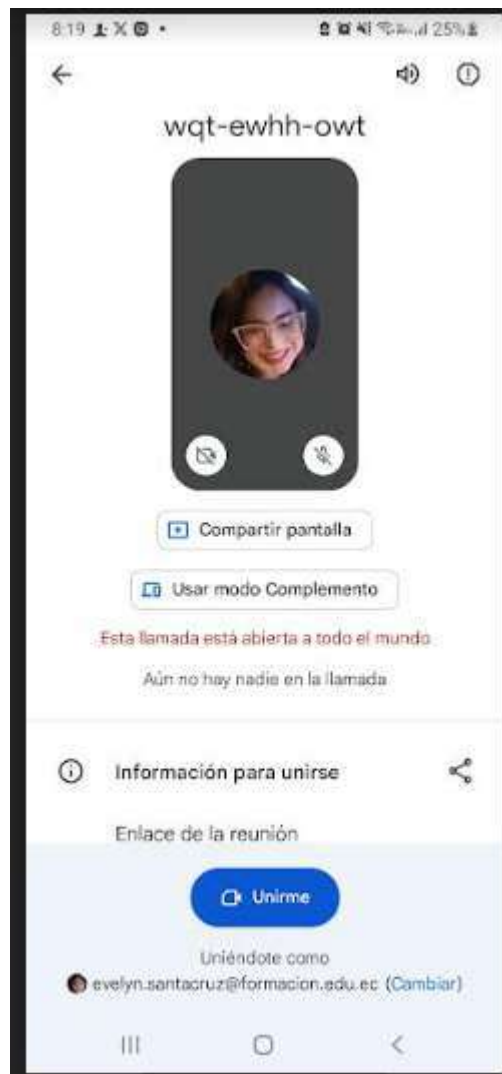 8:19
25%
wqt-ewhh-owt
Compartir pantalla
Usar modo Complemento
Esta llamada está abierta a todo el mundo
Aún no hay nadie en la llamada
Información para unirse
Enlace de la reunión
Unirme
Uniéndote como
evelyn.santacruz@formacion.edu.ec (Cambiar)